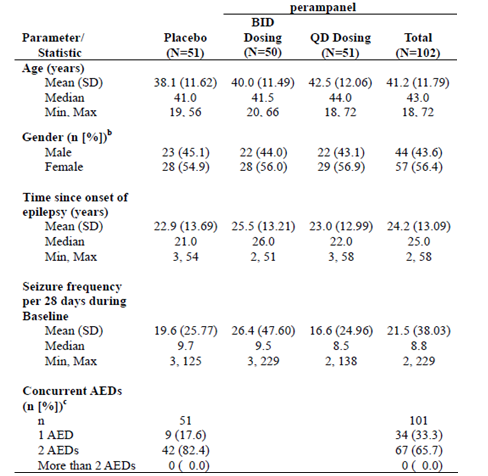 perampanel
Parameter/ Statistic Placebo (N=51) BID Dosing (N=50) QD Dosing (N=51) Total (N=102)
Age (years)
Mean (SD) 38.1 (11.62) 40.0 (11.49) 42.5 (12.06) 41.2 (11.79)
Median 41.0 41.5 44.0 43.0
Min, Max 19, 56 20, 66 18, 72 18, 72
Gender (n [%])b
Male 23 (45.1) 22 (44.0) 22 (43.1) 44 (43.6)
Female 28 (54.9) 28 (56.0) 29 (56.9) 57 (56.4)
Time since onset of
epilepsy (years)
Mean (SD) 22.9 (13.69) 25.5 (13.21) 23.0 (12.99) 24.2 (13.09)
Median 21.0 26.0 22.0 25.0
Min, Max 3, 54 2, 51 3, 58 2, 58
Seizure frequency
per 28 days during
Baseline
Mean (SD) 19.6 (25.77) 26.4 (47.60) 16.6 (24.96) 21.5 (38.03)
Median 9.7 9.5 8.5 8.8
Min, Max 3, 125 3, 229 2, 138 2, 229
Concurrent AEDs
(n [%])c
n 51 101
1 AED 9 (17.6) 34 (33.3)
2 AEDs 42 (82.4) 67 (65.7)
More than 2 AEDs 0 ( 0.0) 0 ( 0.0)